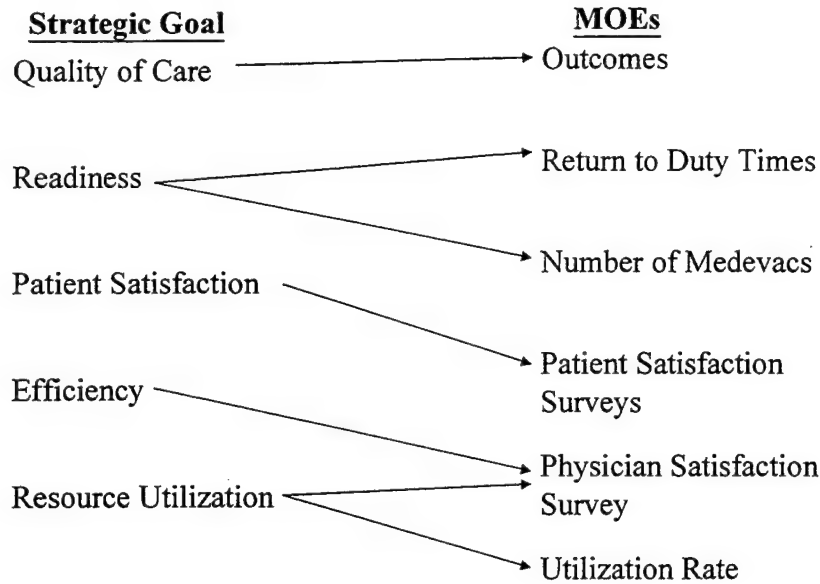 Strategic Goal
MOEs
Quality of Care
Outcomes
Readiness
Return to Duty Times
Number of Medevacs
Patient Satisfaction
Patient Satisfaction
Surveys
Efficiency
Physician Satisfaction
Survey
Resource Utilization
Utilization Rate